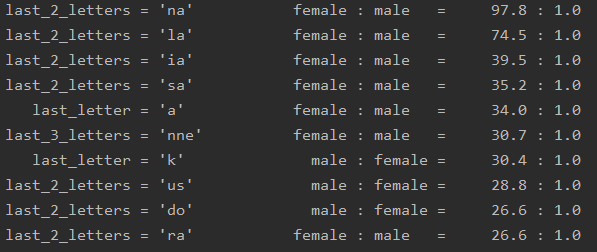 last_2_letters = 'na' female : male = 97.8 : 1.0
last_2_letters = 'la' female : male = 74.5 : 1.0
last_2_letters = 'ia' female : male = 39.5 : 1.0
last_2_letters = 'sa' female : male = 35.2 : 1.0
last_letter = 'a' female : male = 34.0 : 1.0
last_3_letters = 'nne' female : male = 30.7 : 1.0
last_letter = 'k' male : female = 30.4 : 1.0
last_2_letters = 'us' male : female = 28.8 : 1.0
last_2_letters = 'do' male : female = 26.6 : 1.0
last_2_letters = 'ra' female : male = 26.6 : 1.0